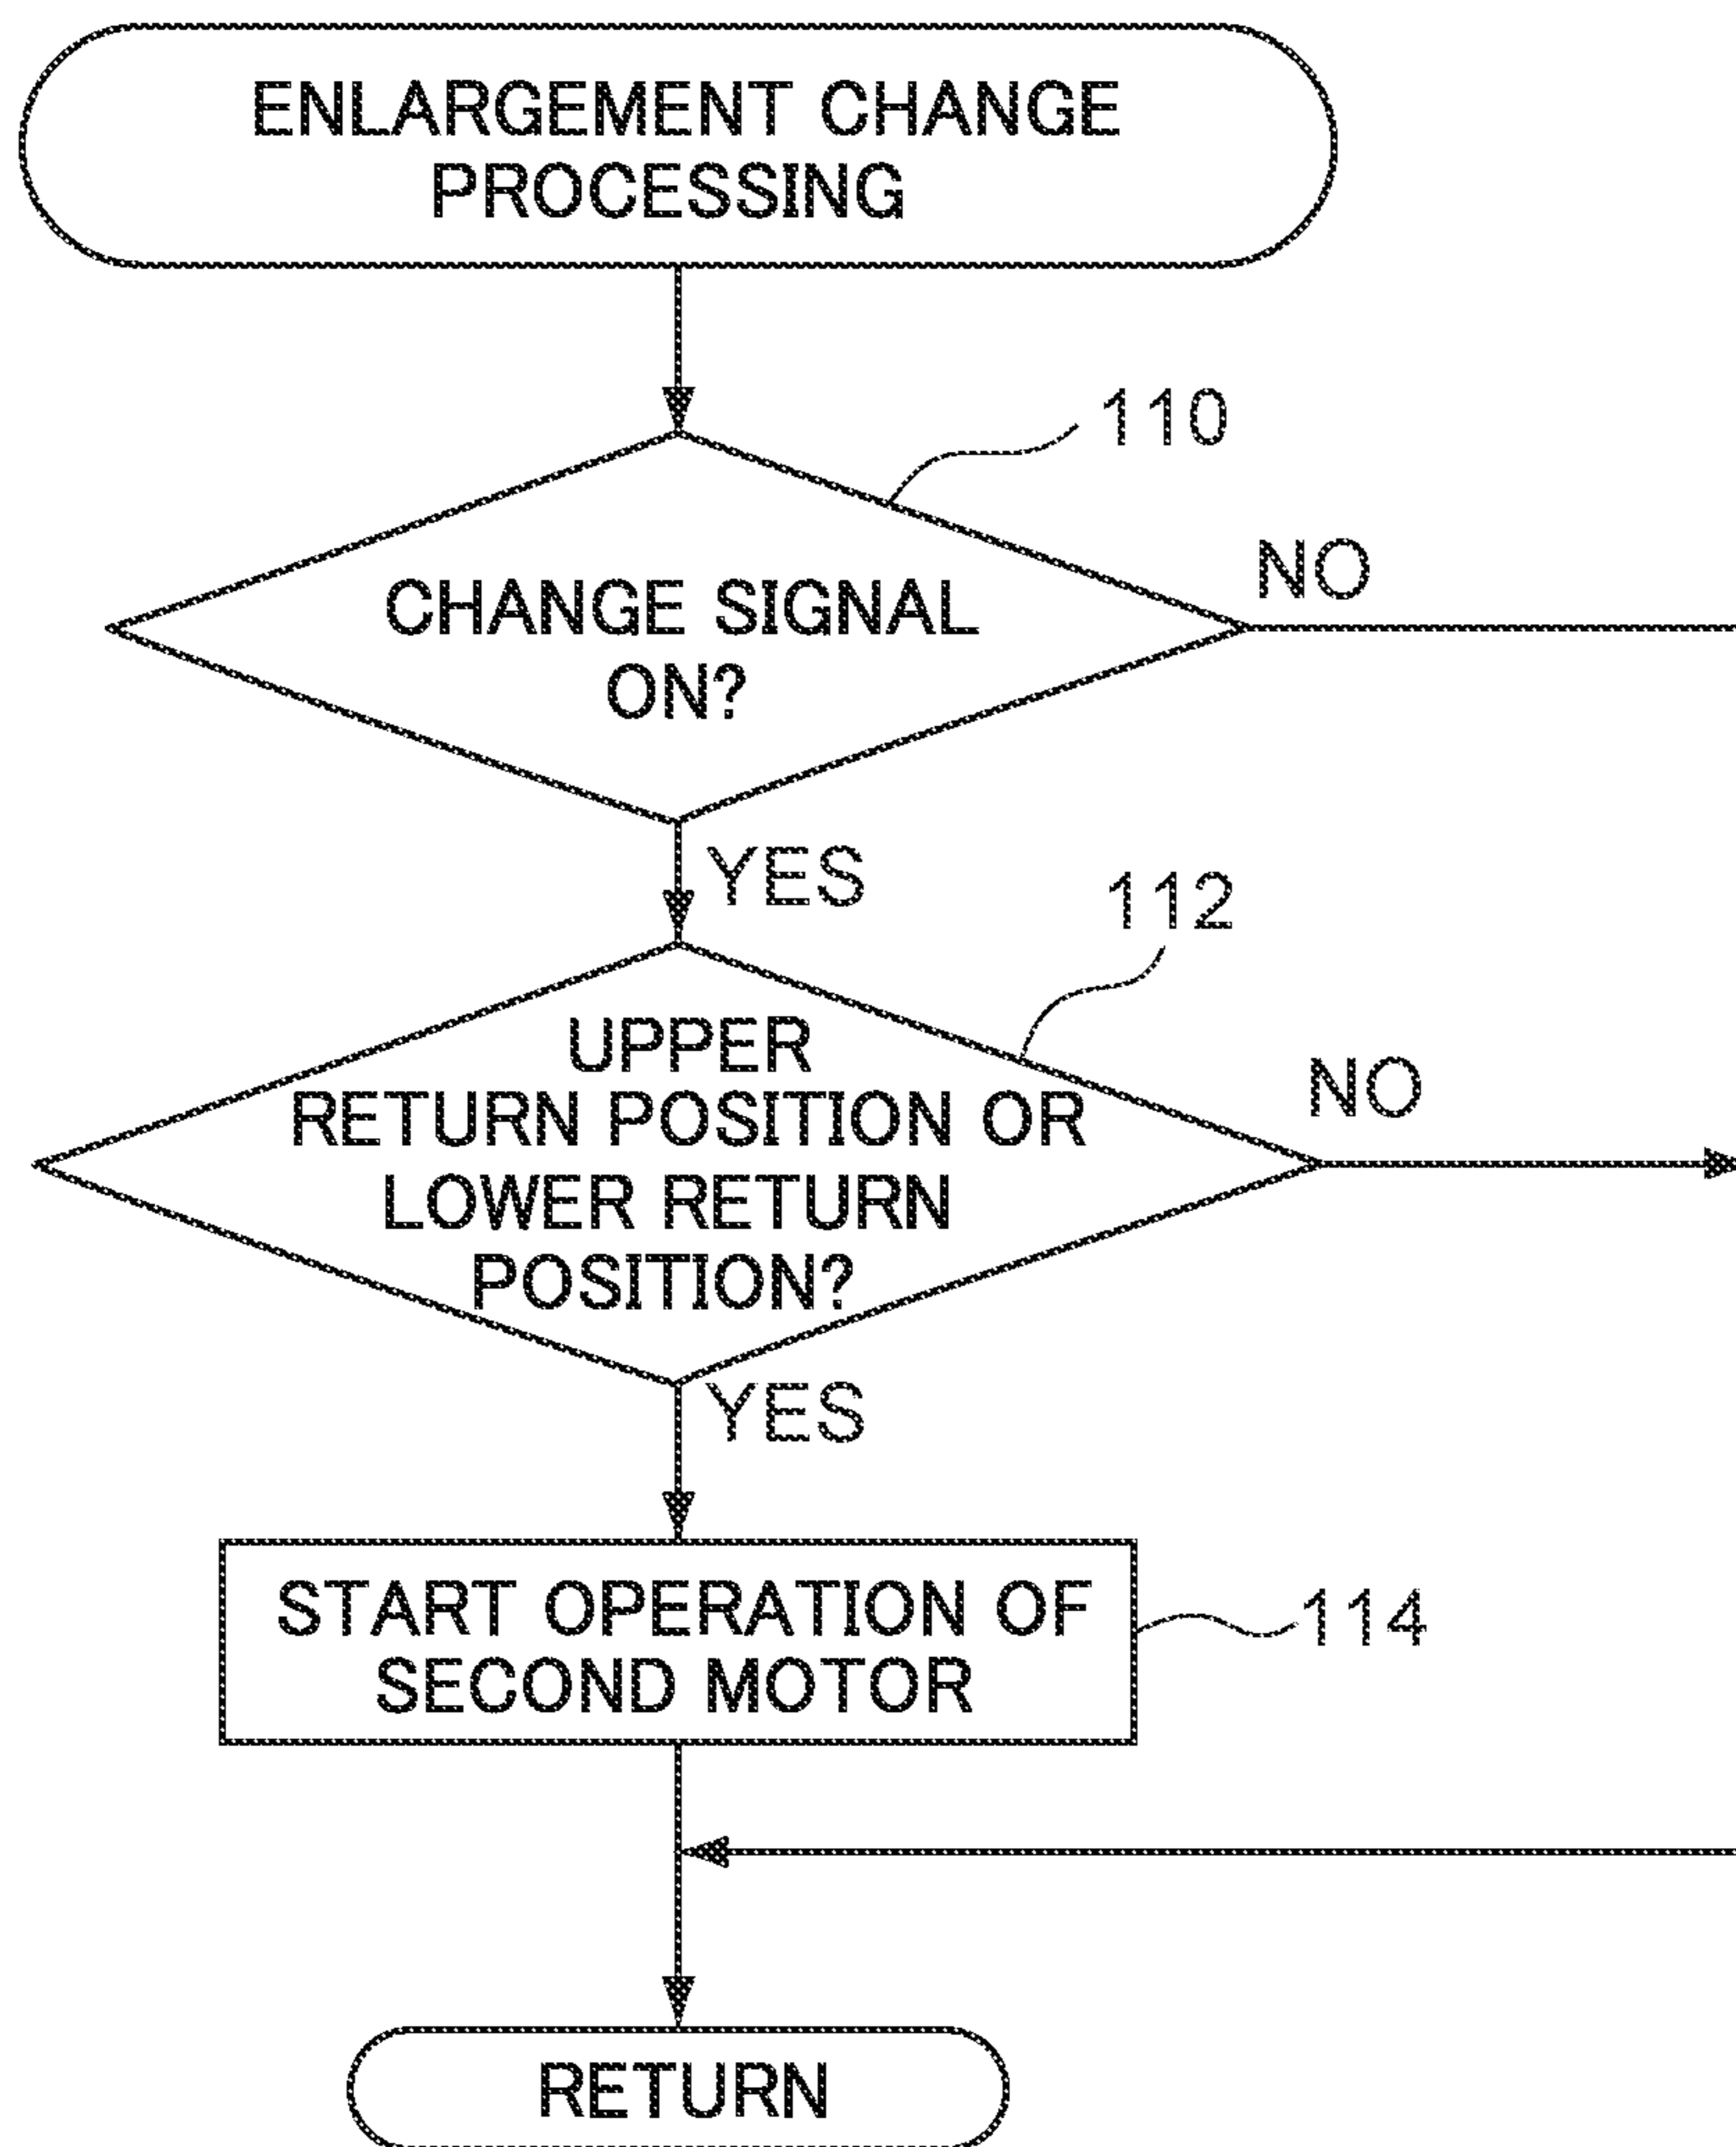 ENLARGEMENT CHANGE
PROCESSING
110
CHANGE SIGNAL
ON?
NO
YES
112
UPPER
RETURN POSITION OR
LOWER RETURN
POSITION?
NO
YES
START OPERATION OF
SECOND MOTOR
114
RETURN